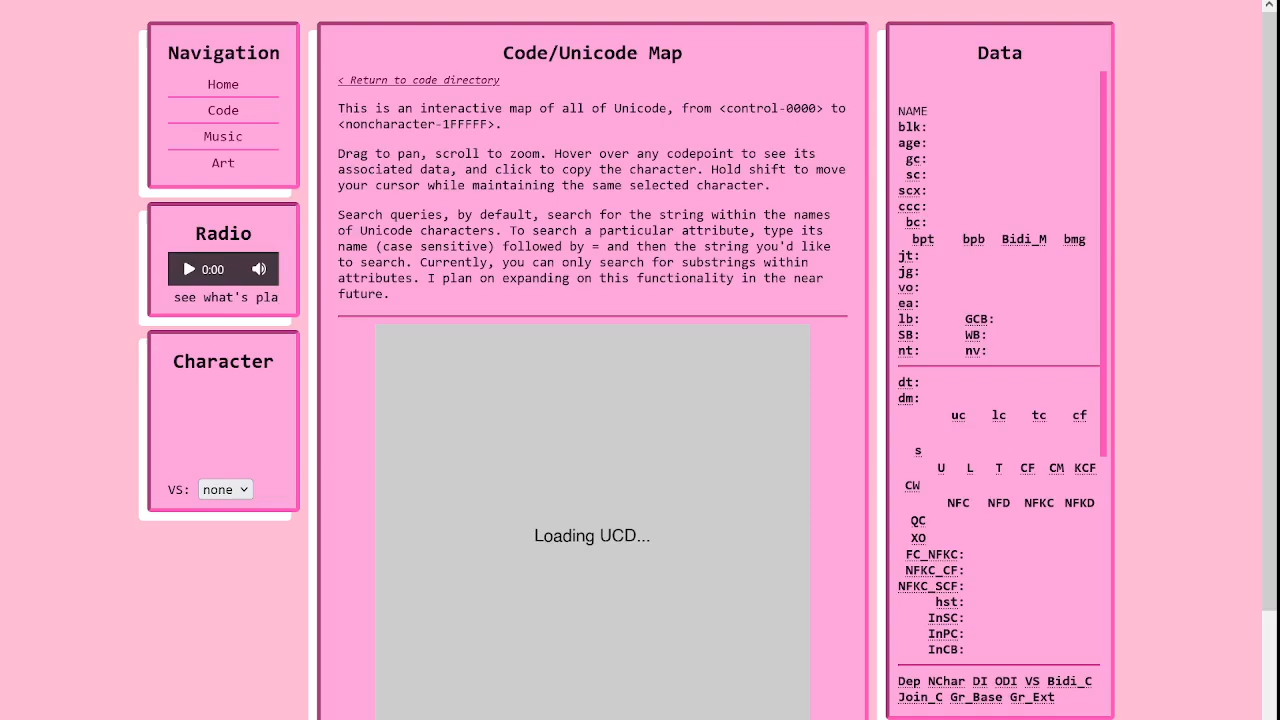 Navigation
Home
Code
Music
Art
Radio
0:00
see what's pla
Character
VS: none
Code/Unicode Map
< Return to code directory
This is an interactive map of all of Unicode, from <control-0000> to
<noncharacter-1FFFFF>.
Drag to pan, scroll to zoom. Hover over any codepoint to see its
associated data, and click to copy the character. Hold shift to move
your cursor while maintaining the same selected character.
Search queries, by default, search for the string within the names
of Unicode characters. To search a particular attribute, type its
name (case sensitive) followed by = and then the string you'd like
to search. Currently, you can only search for substrings within
attributes. I plan on expanding on this functionality in the near
future.
Loading UCD...
Data
NAME
blk:
age:
gc:
sc:
scx:
ccc:
bc:
bpt bpb Bidi_M bmg
jt:
jg:
vo:
ea:
lb: GCB:
SB: WB:
nt: nv:
dt:
dm:
uc lc tc cf
s
U L T CF CM KCF
CW
NFC NFD NFKC NFKD
QC
XO
FC_NFKC:
NFKC_CF:
NFKC_SCF:
hst:
InSC:
InPC:
InCB:
Dep NChar DI ODI VS Bidi_C
Join_C Gr_Base Gr_Ext